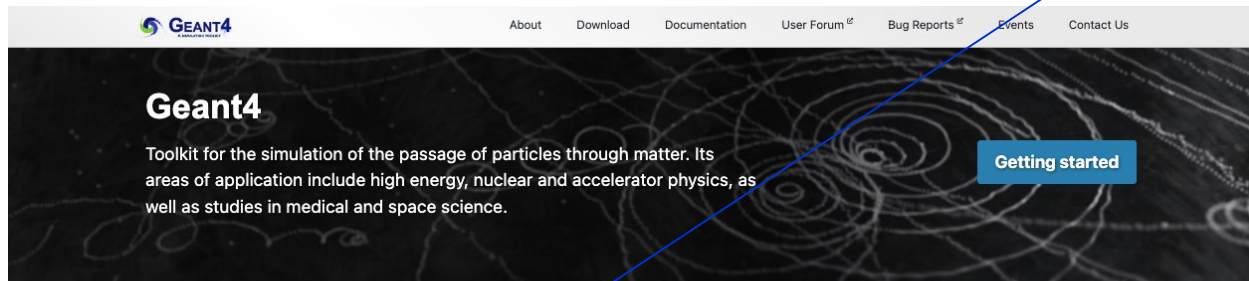 GEANT4
A SIMULATION TOOLKIT
About
Download
Documentation
User Forum
Bug Reports
Events
Contact Us
Geant4
Toolkit for the simulation of the passage of particles through matter. Its
areas of application include high energy, nuclear and accelerator physics, as
well as studies in medical and space science.
Getting started